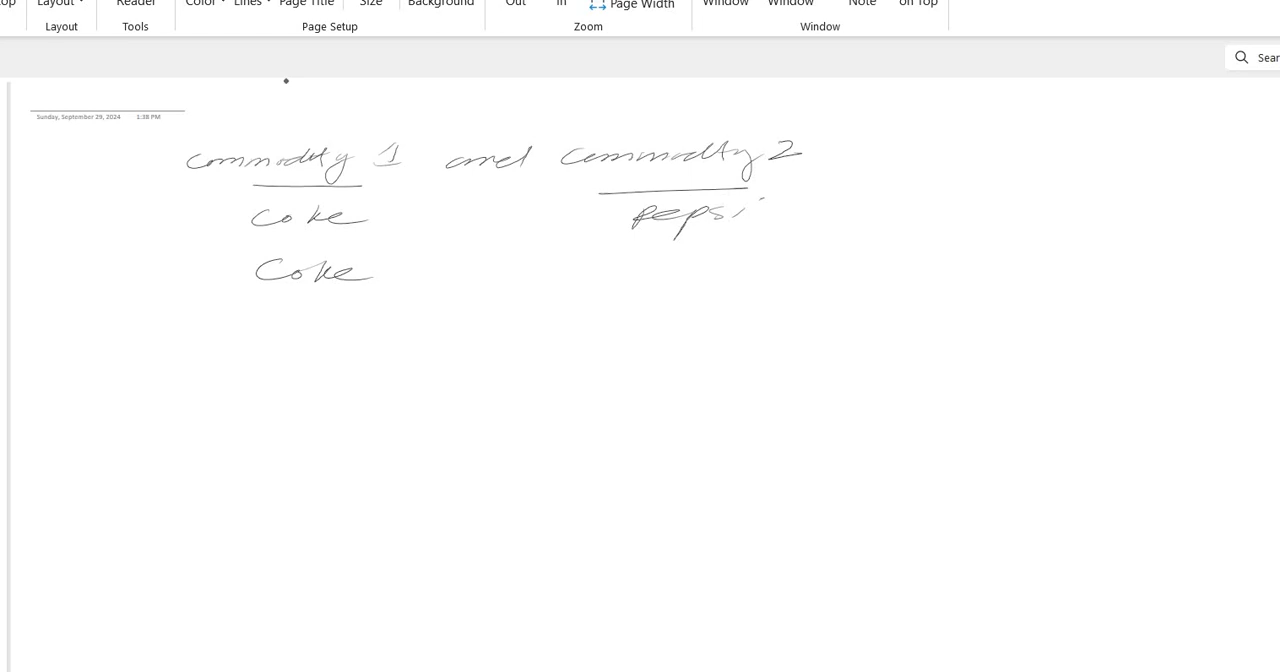 Layout Reader Color Lines Page Title Size Background Out In Page Width Window Window Note on Top
Layout Tools Page Setup Zoom Window
Sear
Sunday, September 29, 2024 1:38 PM
commodity 1 and Commodity 2
Coke Pepsi
Coke